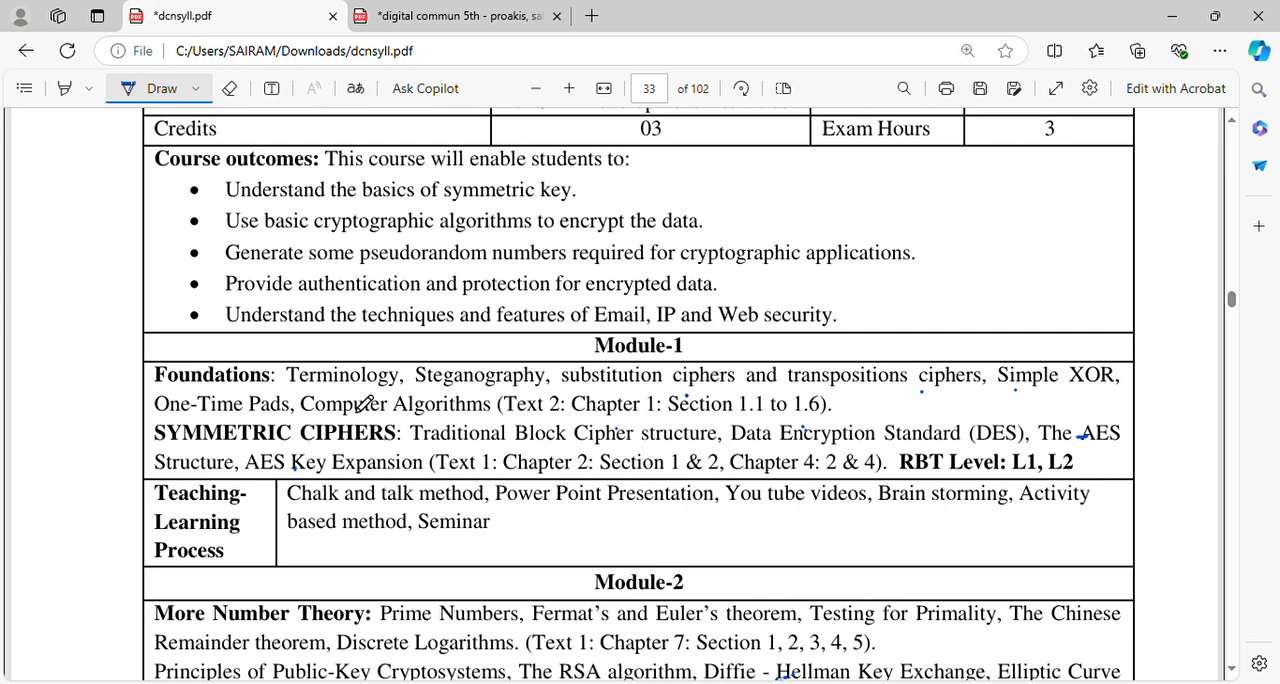 *dcnsyll.pdf
*digital commun 5th - proakis, sa
File
C:/Users/SAIRAM/Downloads/dcnsyll.pdf
Draw
Ask Copilot
33
of 102
Edit with Acrobat
Credits 03 Exam Hours 3
Course outcomes: This course will enable students to:
• Understand the basics of symmetric key.
• Use basic cryptographic algorithms to encrypt the data.
• Generate some pseudorandom numbers required for cryptographic applications.
• Provide authentication and protection for encrypted data.
• Understand the techniques and features of Email, IP and Web security.
Module-1
Foundations: Terminology, Steganography, substitution ciphers and transpositions ciphers, Simple XOR,
One-Time Pads, Computer Algorithms (Text 2: Chapter 1: Section 1.1 to 1.6).
SYMMETRIC CIPHERS: Traditional Block Cipher structure, Data Encryption Standard (DES), The AES
Structure, AES Key Expansion (Text 1: Chapter 2: Section 1 & 2, Chapter 4: 2 & 4). RBT Level: L1, L2
Teaching-
Learning
Process
Chalk and talk method, Power Point Presentation, You tube videos, Brain storming, Activity
based method, Seminar
Module-2
More Number Theory: Prime Numbers, Fermat's and Euler's theorem, Testing for Primality, The Chinese
Remainder theorem, Discrete Logarithms. (Text 1: Chapter 7: Section 1, 2, 3, 4, 5).
Principles of Public-Key Cryptosystems, The RSA algorithm, Diffie - Hellman Key Exchange, Elliptic Curve